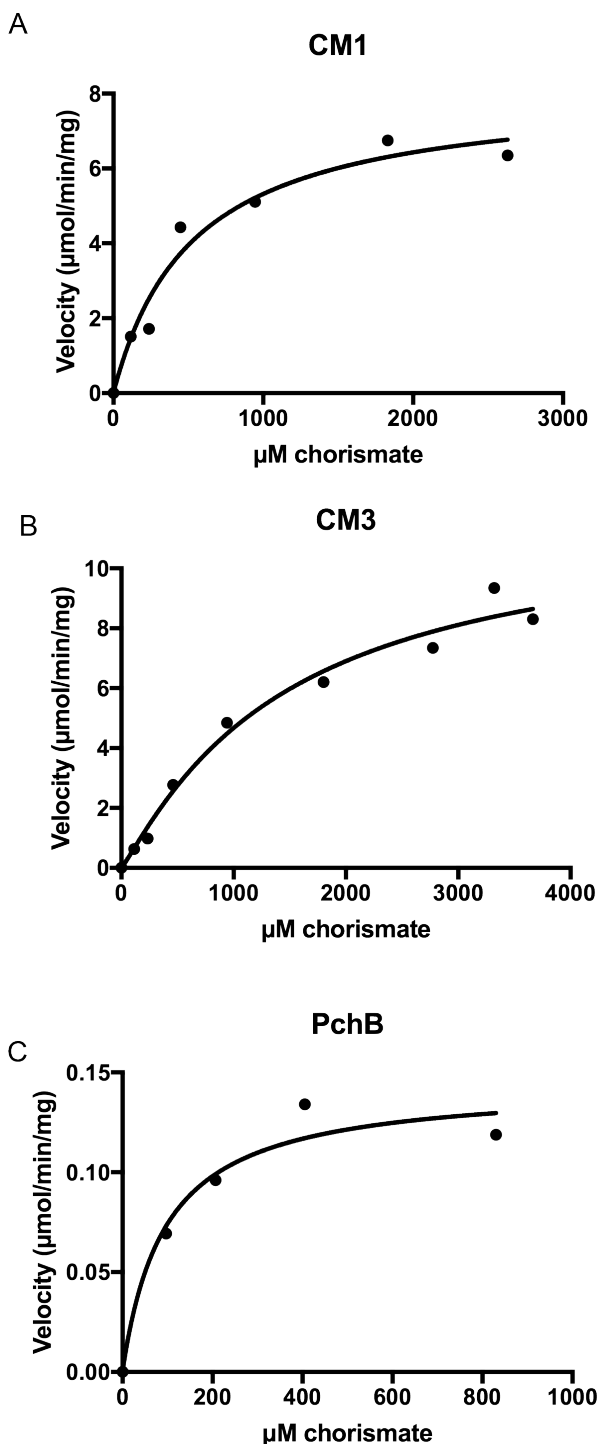 A
CM1
8
6
4
2
0
Velocity (µmol/min/mg)
0 1000 2000 3000
µM chorismate
B
CM3
10
8
6
4
2
0
Velocity (µmol/min/mg)
0 1000 2000 3000 4000
µM chorismate
C
PchB
0.15
0.10
0.05
0.00
Velocity (µmol/min/mg)
0 200 400 600 800 1000
µM chorismate